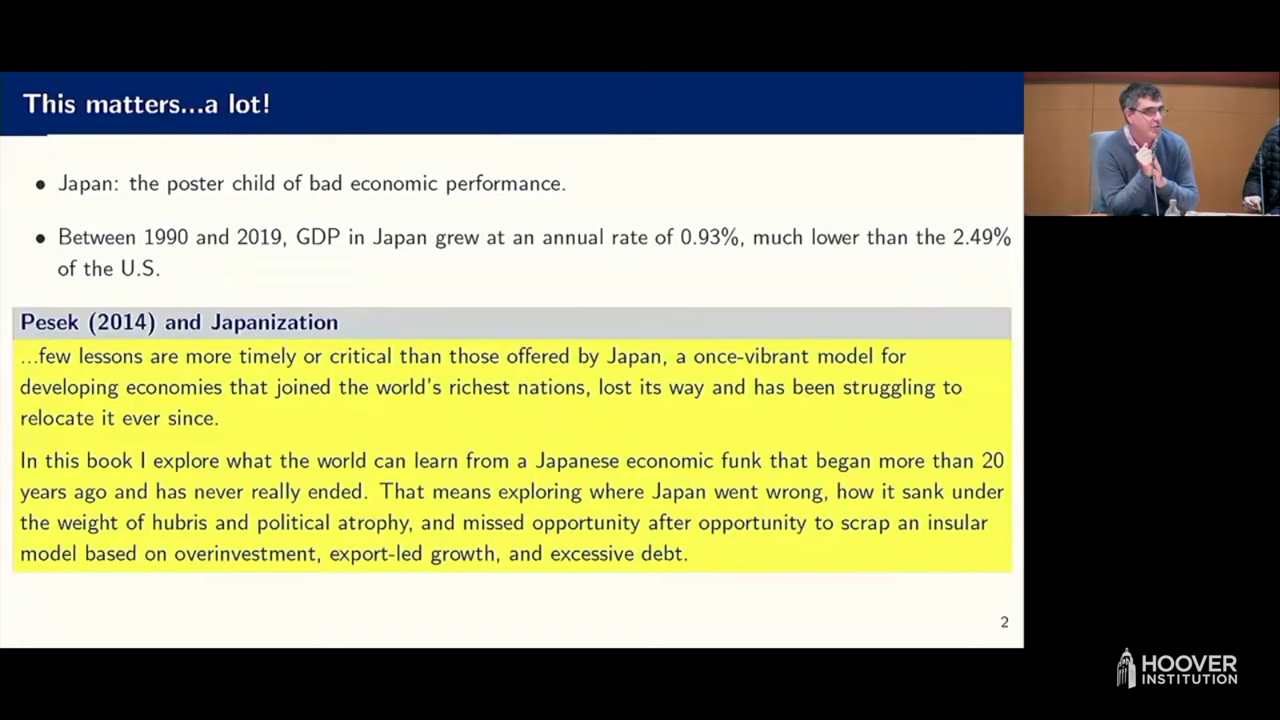 This matters...a lot!
• Japan: the poster child of bad economic performance.
• Between 1990 and 2019, GDP in Japan grew at an annual rate of 0.93%, much lower than the 2.49%
of the U.S.
Pesek (2014) and Japanization
...few lessons are more timely or critical than those offered by Japan, a once-vibrant model for
developing economies that joined the world's richest nations, lost its way and has been struggling to
relocate it ever since.
In this book I explore what the world can learn from a Japanese economic funk that began more than 20
years ago and has never really ended. That means exploring where Japan went wrong, how it sank under
the weight of hubris and political atrophy, and missed opportunity after opportunity to scrap an insular
model based on overinvestment, export-led growth, and excessive debt.
2
HOOVER
INSTITUTION